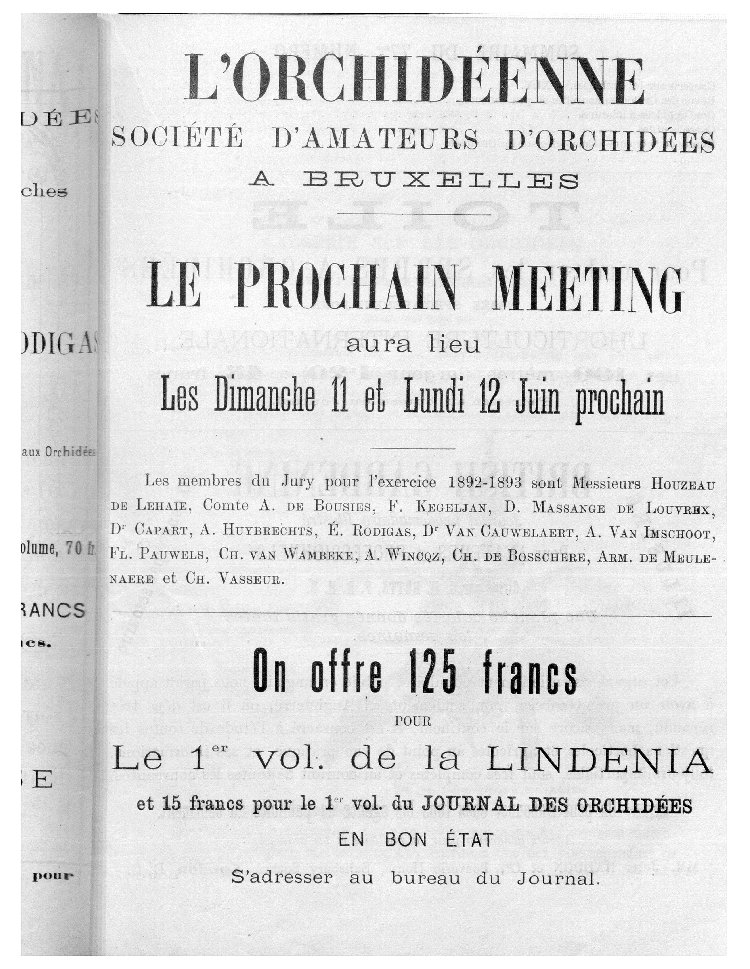 L'ORCHIDÉENNE
SOCIÉTÉ D'AMATEURS D'ORCHIDÉES
A BRUXELLES
LE PROCHAIN MEETING
aura lieu
Les Dimanche 11 et Lundi 12 Juin prochain
Les membres du Jury pour l'exercice 1892-1893 sont Messieurs HOUZEAU
DE LEHAIE, Comte A. DE BOUSIES, F. KEGELJAN, D. MASSANGE DE LOUVREX,
Dr CAPART, A. HUYBRECHTS, É. RODIGAS, Dr VAN CAUWELAERT, A. VAN IMSCHOOT,
FL. PAUWELS, CH. VAN WAMBEKE, A. WINCQZ, CH. DE BOSSCHERE, ARM. DE MEULE-
NAERE et CH. VASSEUR.
On offre 125 francs
POUR
Le 1er vol. de la LINDENIA
et 15 francs pour le 1er vol. du JOURNAL DES ORCHIDÉES
EN BON ÉTAT
S'adresser au bureau du Journal.
DÉES
ches
ODIGAS
aux Orchidées
olume, 70 fr.
RANCS
nes.
SE
pour